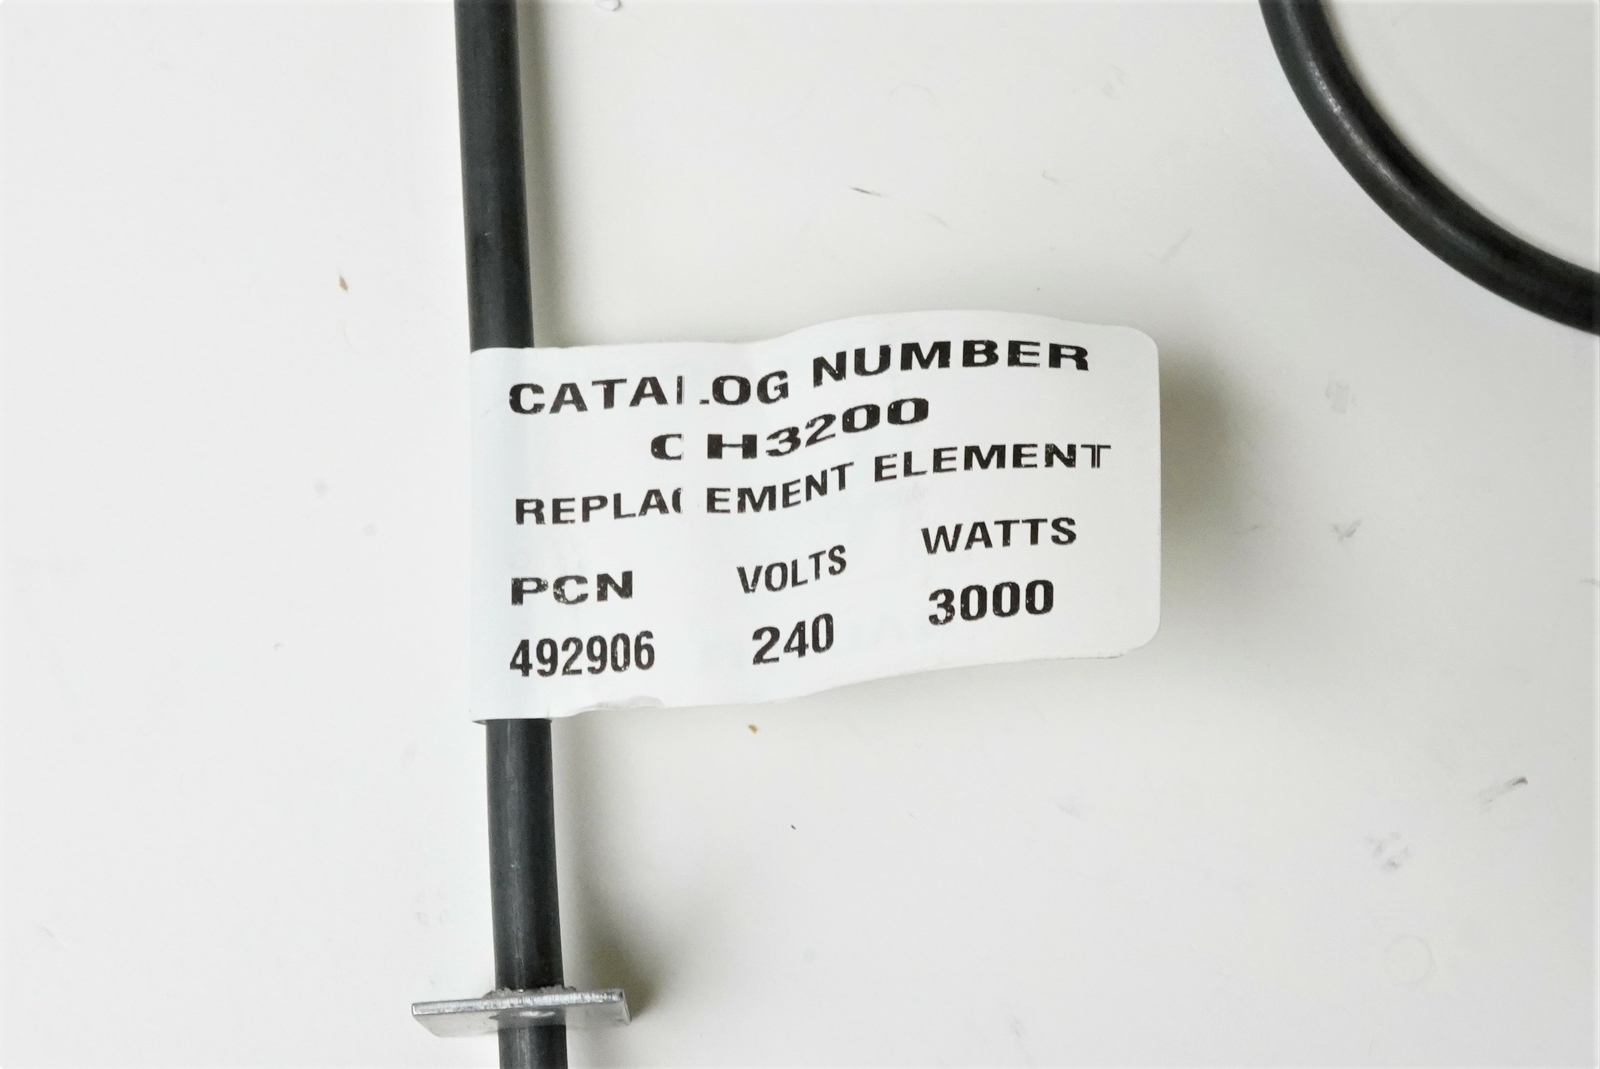 CATALOG NUMBER
CH3200
REPLACEMENT ELEMENT
PCN VOLTS WATTS
492906 240 3000